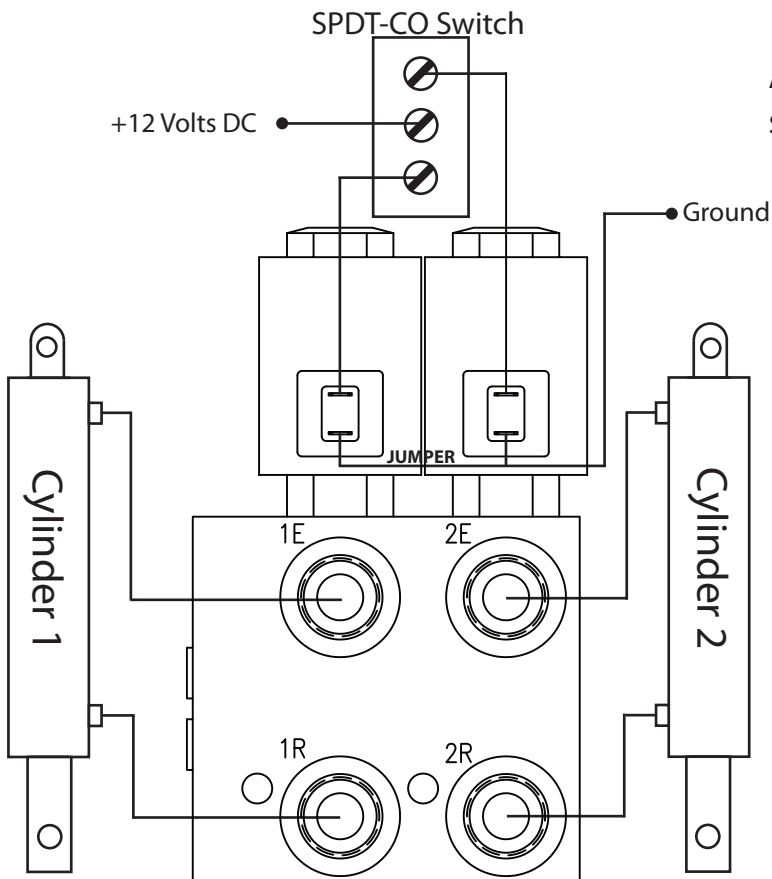 SPDT-CO Switch
+12 Volts DC
Ground
JUMPER
1E
2E
Cylinder 1
Cylinder 2
1R
2R